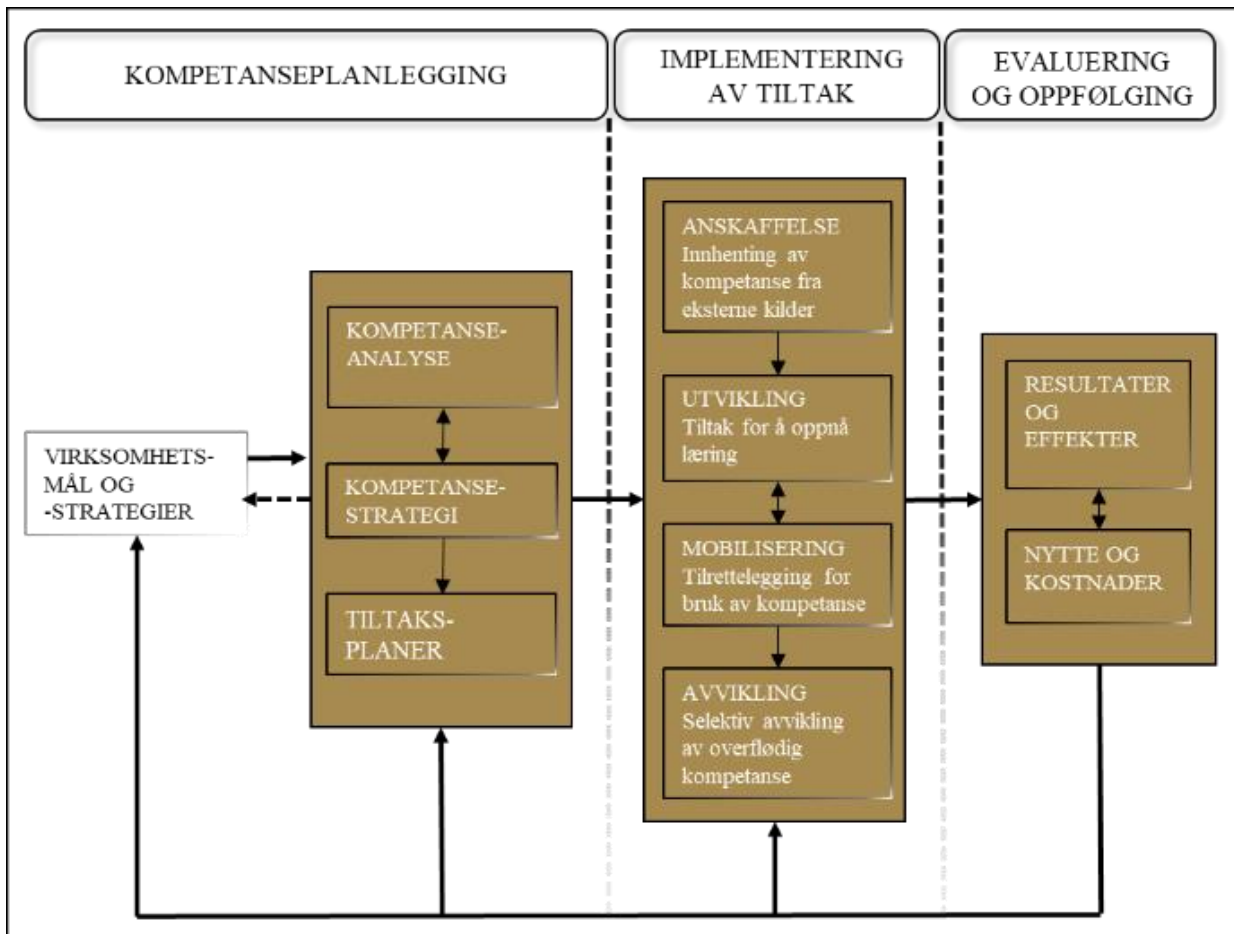 KOMPETANSEPLANLEGGING
IMPLEMENTERING
AV TILTAK
EVALUERING
OG OPPFØLGING
VIRKSOMHETS-
MÅL OG
-STRATEGIER
KOMPETANSE-
ANALYSE
KOMPETANSE-
STRATEGI
TILTAKS-
PLANER
ANSKAFFELSE
Innhenting av
kompetanse fra
eksterne kilder
UTVIKLING
Tiltak for å oppnå
læring
MOBILISERING
Tilrettelegging for
bruk av kompetanse
AVVIKLING
Selektiv avvikling
av overflødig
kompetanse
RESULTATER
OG
EFFEKTER
NYTTE OG
KOSTNADER